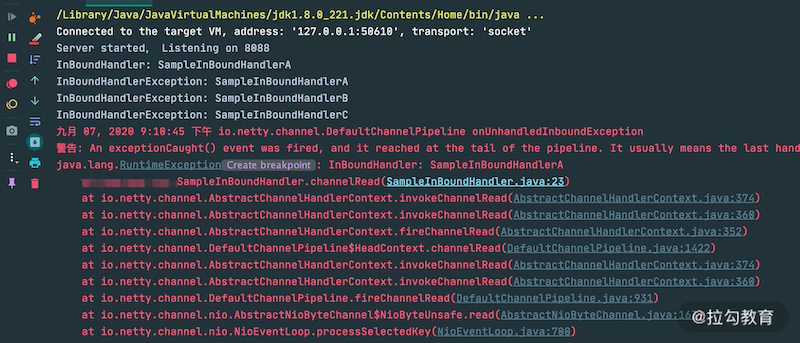 /Library/Java/JavaVirtualMachines/jdk1.8.0_221.jdk/Contents/Home/bin/java ...
Connected to the target VM, address: '127.0.0.1:50610', transport: 'socket'
Server started， Listening on 8088
InBoundHandler: SampleInBoundHandlerA
InBoundHandlerException: SampleInBoundHandlerA
InBoundHandlerException: SampleInBoundHandlerB
InBoundHandlerException: SampleInBoundHandlerC
九月 07, 2020 9:10:45 下午 io.netty.channel.DefaultChannelPipeline onUnhandledInboundException
警告: An exceptionCaught() event was fired, and it reached at the tail of the pipeline. It usually means the last hand
java.lang.RuntimeException Create breakpoint : InBoundHandler: SampleInBoundHandlerA
SampleInBoundHandler.channelRead(SampleInBoundHandler.java:23)
at io.netty.channel.AbstractChannelHandlerContext.invokeChannelRead(AbstractChannelHandlerContext.java:374)
at io.netty.channel.AbstractChannelHandlerContext.invokeChannelRead(AbstractChannelHandlerContext.java:360)
at io.netty.channel.AbstractChannelHandlerContext.fireChannelRead(AbstractChannelHandlerContext.java:352)
at io.netty.channel.DefaultChannelPipeline$HeadContext.channelRead(DefaultChannelPipeline.java:1422)
at io.netty.channel.AbstractChannelHandlerContext.invokeChannelRead(AbstractChannelHandlerContext.java:374)
at io.netty.channel.AbstractChannelHandlerContext.invokeChannelRead(AbstractChannelHandlerContext.java:360)
at io.netty.channel.DefaultChannelPipeline.fireChannelRead(DefaultChannelPipeline.java:931)
at io.netty.channel.nio.AbstractNioByteChannel$NioByteUnsafe.read(AbstractNioByteChannel.java:16
at io.netty.channel.nio.NioEventLoop.processSelectedKey(NioEventLoop.java:700)
@拉勾教育